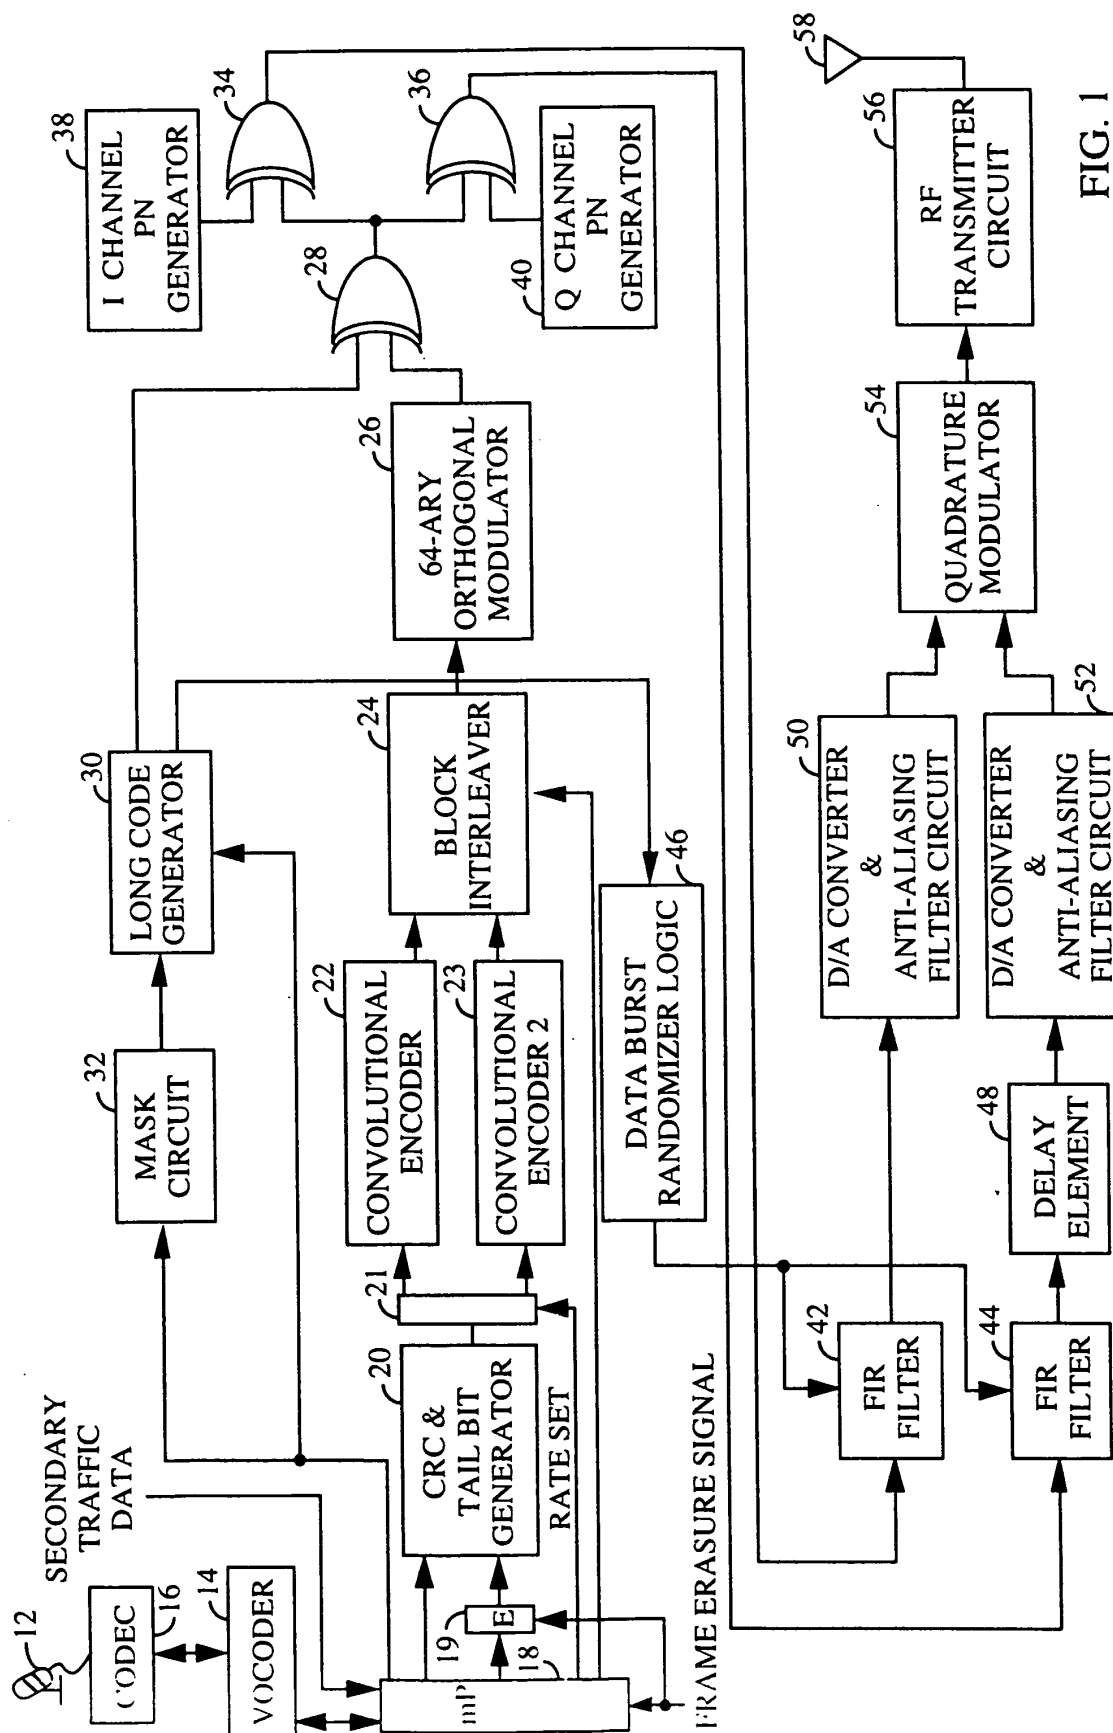 12
CODEC
16
VOCODER
14
SECONDARY
TRAFFIC
DATA
mP
18
19
E
FRAME ERASURE SIGNAL
CRC &
TAIL BIT
GENERATOR
20
RATE SET
21
MASK
CIRCUIT
32
CONVOLUTIONAL
ENCODER
22
CONVOLUTIONAL
ENCODER 2
23
LONG CODE
GENERATOR
30
BLOCK
INTERLEAVER
24
DATA BURST
RANDOMIZER LOGIC
46
64-ARY
ORTHOGONAL
MODULATOR
26
28
I CHANNEL
PN
GENERATOR
38
34
36
Q CHANNEL
PN
GENERATOR
40
FIR
FILTER
42
FIR
FILTER
44
DELAY
ELEMENT
48
D/A CONVERTER
&
ANTI-ALIASING
FILTER CIRCUIT
50
D/A CONVERTER
&
ANTI-ALIASING
FILTER CIRCUIT
52
QUADRATURE
MODULATOR
54
RF
TRANSMITTER
CIRCUIT
56
58
FIG. 1